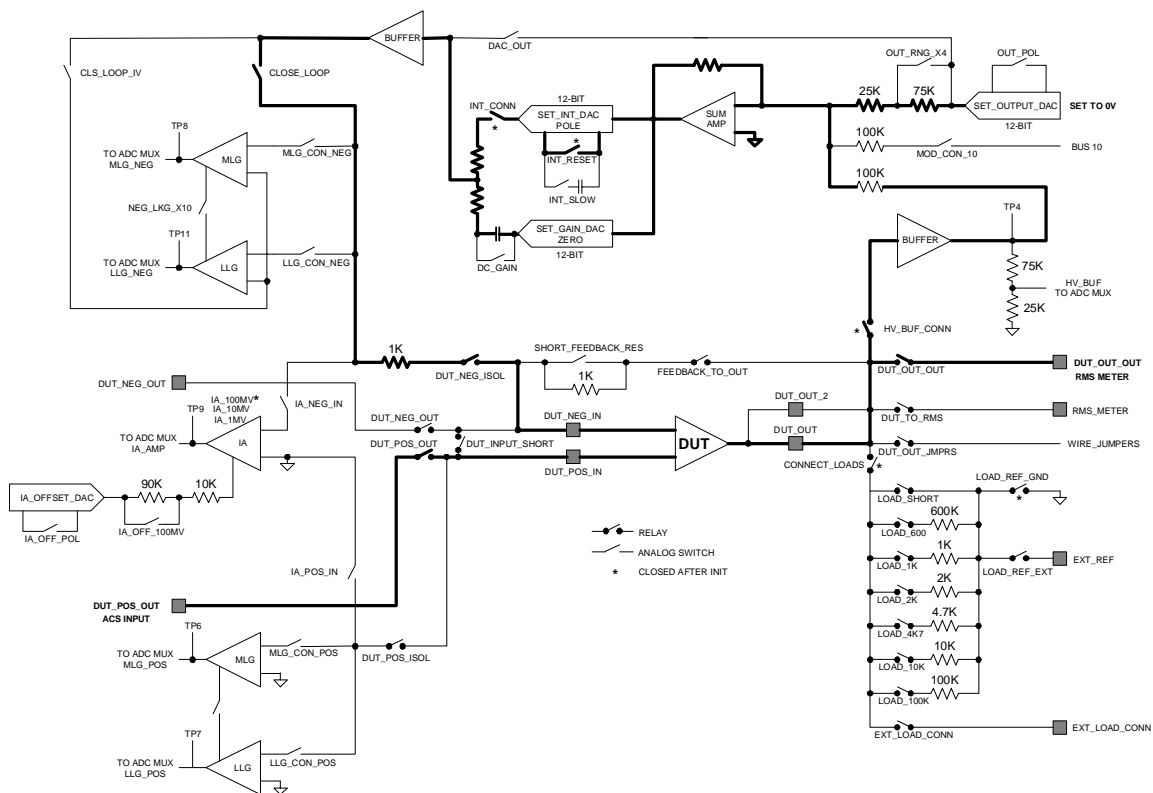 BUFFER
DAC_OUT
OUT_RNG_X4
OUT_POL
CLS_LOOP_IV
CLOSE_LOOP
25K
75K
SET_OUTPUT_DAC
SET TO 0V
12-BIT
INT_CONN
*
12-BIT
SET_INT_DAC
POLE
*
INT_RESET
INT_SLOW
SUM
AMP
100K
MOD_CON_10
BUS 10
100K
TP8
TO ADC MUX
MLG_NEG
MLG
MLG_CON_NEG
NEG_LKG_X10
TP11
TO ADC MUX
LLG_NEG
LLG
LLG_CON_NEG
SET_GAIN_DAC
ZERO
12-BIT
DC_GAIN
BUFFER
TP4
75K
HV_BUF
TO ADC MUX
25K
* HV_BUF_CONN
1K
DUT_NEG_ISOL
SHORT_FEEDBACK_RES
1K
FEEDBACK_TO_OUT
DUT_OUT_OUT
DUT_OUT_OUT
RMS METER
DUT_NEG_OUT
IA_100MV*
IA_10MV
IA_1MV
IA_NEG_IN
TP9
TO ADC MUX
IA_AMP
IA
DUT_NEG_OUT
DUT_POS_OUT
DUT_INPUT_SHORT
DUT_NEG_IN
DUT_POS_IN
DUT
DUT_OUT_2
DUT_OUT
DUT_TO_RMS
RMS_METER
DUT_OUT_JMPRS
WIRE_JUMPERS
CONNECT_LOADS
*
IA_OFFSET_DAC
90K
10K
IA_OFF_POL
IA_OFF_100MV
LOAD_SHORT
LOAD_REF_GND
*
600K
LOAD_600
1K
LOAD_1K
LOAD_REF_EXT
EXT_REF
2K
LOAD_2K
4.7K
LOAD_4K7
10K
LOAD_10K
100K
LOAD_100K
EXT_LOAD_CONN
EXT_LOAD_CONN
RELAY
ANALOG SWITCH
* CLOSED AFTER INIT
IA_POS_IN
DUT_POS_OUT
ACS INPUT
TP6
TO ADC MUX
MLG_POS
MLG
MLG_CON_POS
DUT_POS_ISOL
TP7
TO ADC MUX
LLG_POS
LLG
LLG_CON_POS